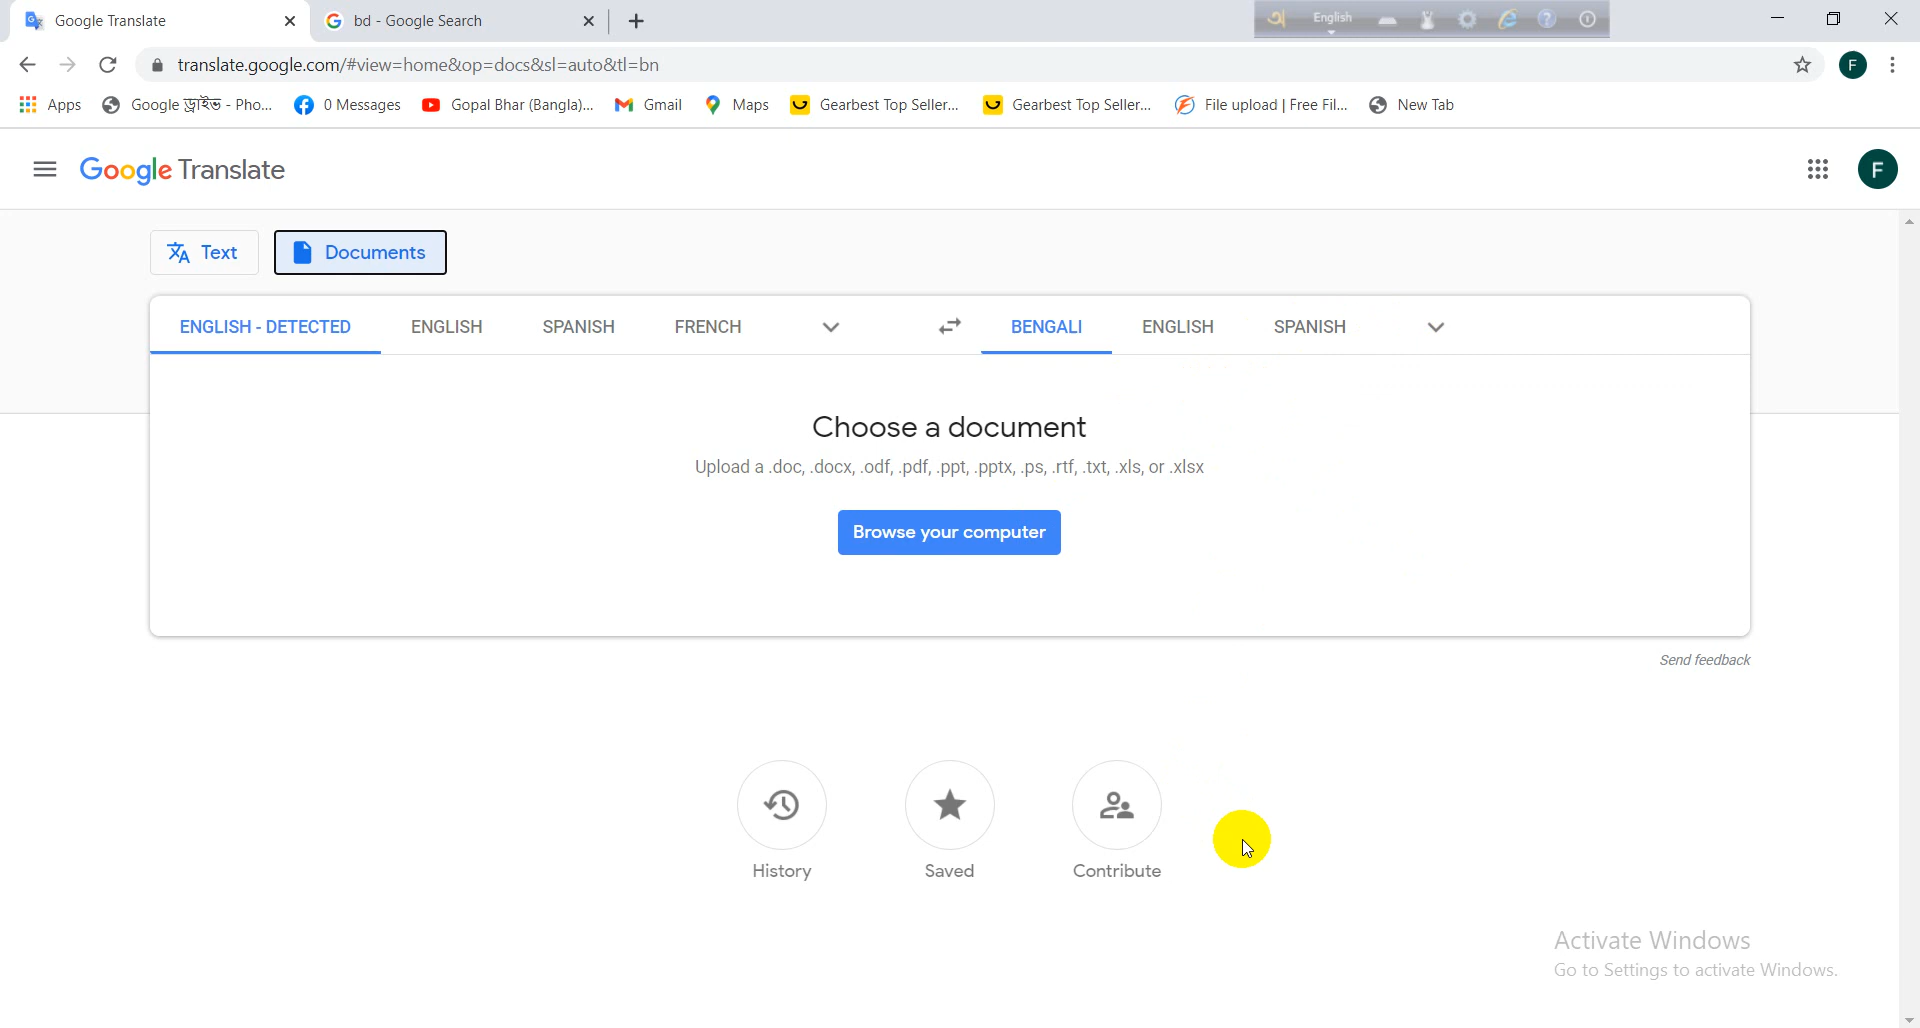 Google Translate
bd - Google Search
English
translate.google.com/#view=home&op=docs&sl=auto&tl=bn
F
Apps
Google ড্রাইভ - Pho...
0 Messages
Gopal Bhar (Bangla)...
Gmail
Maps
Gearbest Top Seller...
Gearbest Top Seller...
File upload | Free Fil...
New Tab
Google Translate
F
Text
Documents
ENGLISH - DETECTED
ENGLISH
SPANISH
FRENCH
BENGALI
ENGLISH
SPANISH
Choose a document
Upload a .doc, .docx, .odf, .pdf, .ppt, .pptx, .ps, .rtf, .txt, .xls, or .xlsx
Browse your computer
Send feedback
History
Saved
Contribute
Activate Windows
Go to Settings to activate Windows.